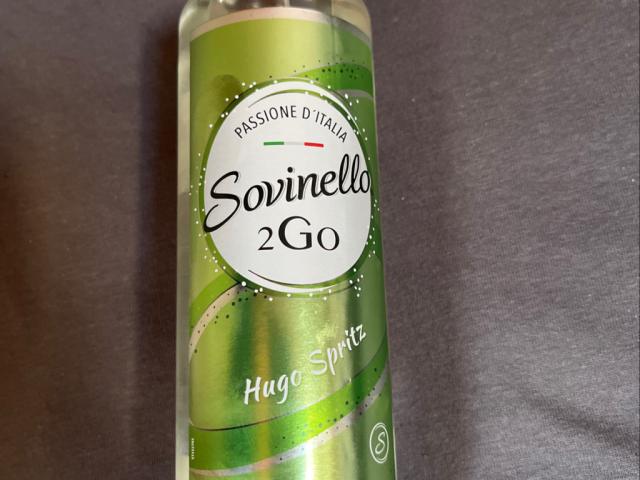 PASSIONE D'ITALIA
Sovinello
2Go
Hugo Spritz
S